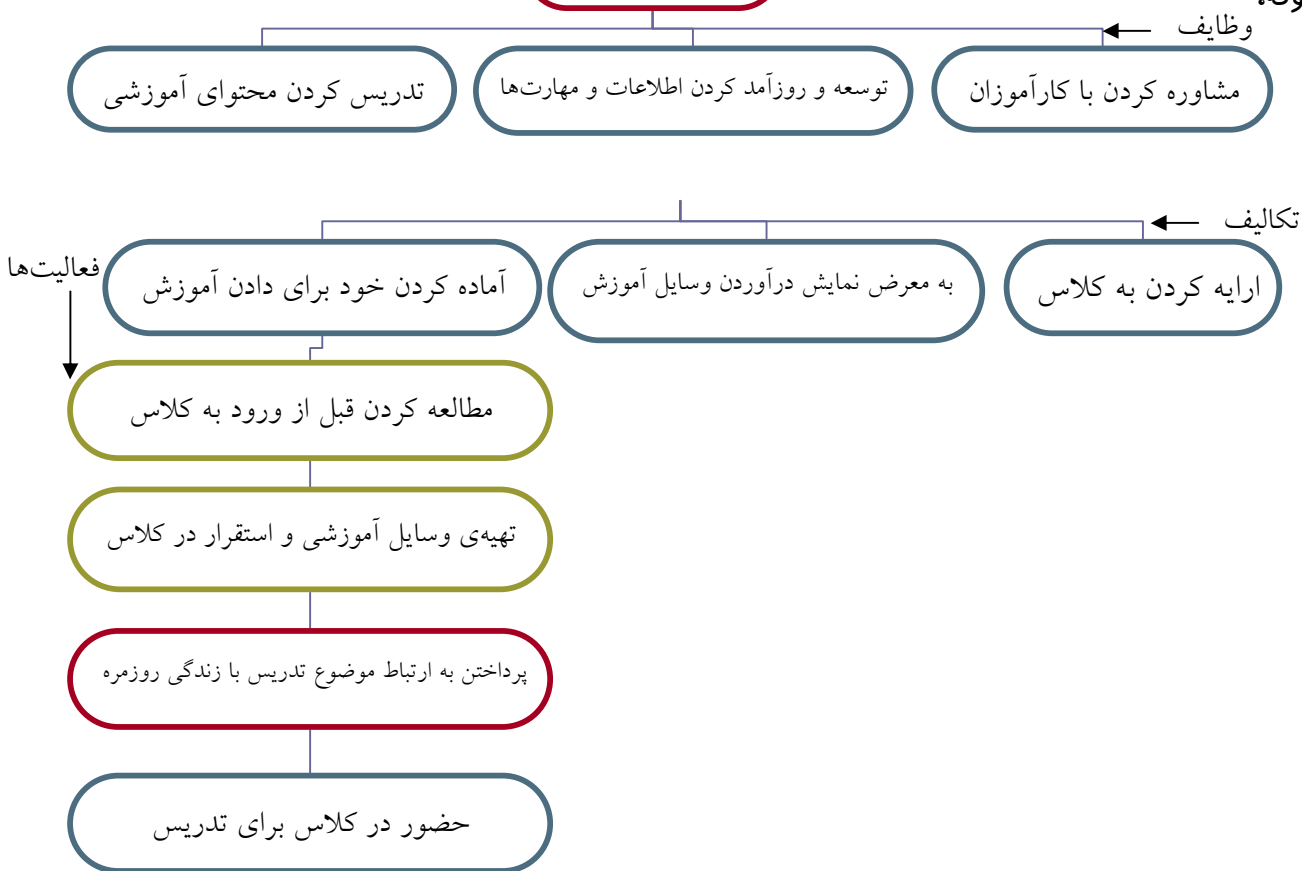 وظایف
مشاوره کردن با کارآموزان
توسعه و روزآمد کردن اطلاعات و مهارت‌ها
تدریس کردن محتوای آموزشی
تکالیف
ارایه کردن به کلاس
به معرض نمایش درآوردن وسایل آموزش
آماده کردن خود برای دادن آموزش
فعالیت‌ها
مطالعه کردن قبل از ورود به کلاس
تهیه‌ی وسایل آموزشی و استقرار در کلاس
پرداختن به ارتباط موضوع تدریس با زندگی روزمره
حضور در کلاس برای تدریس